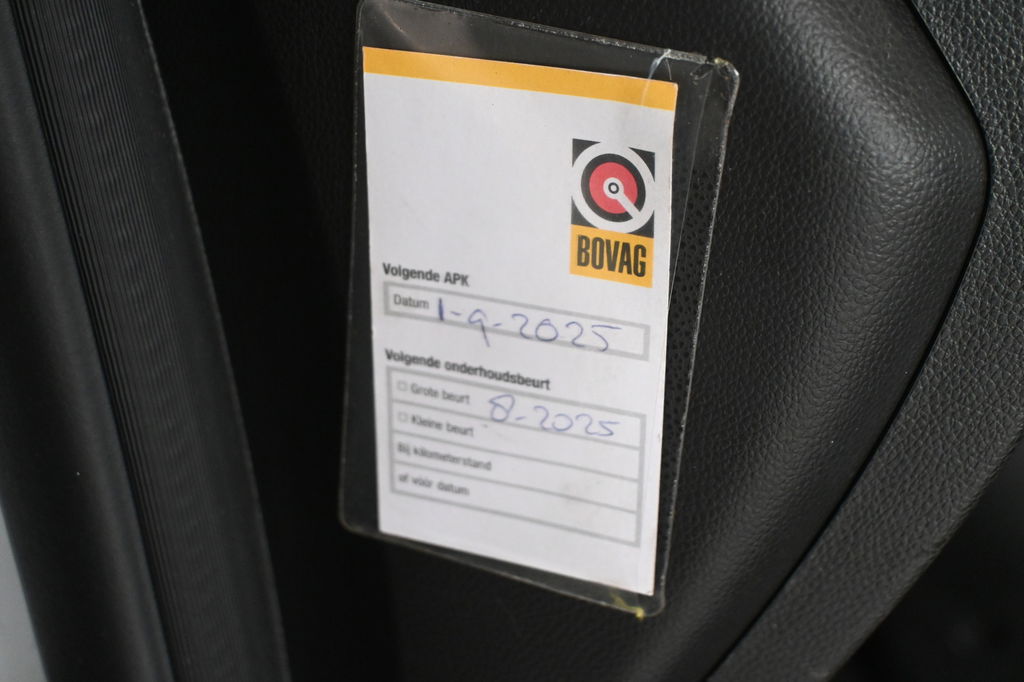 BOVAG
Volgende APK
Datum 1-9-2025
Volgende onderhoudsbeurt
Grote beurt 8-2025
Kleine beurt
Bij kilometerstand
of vóór datum